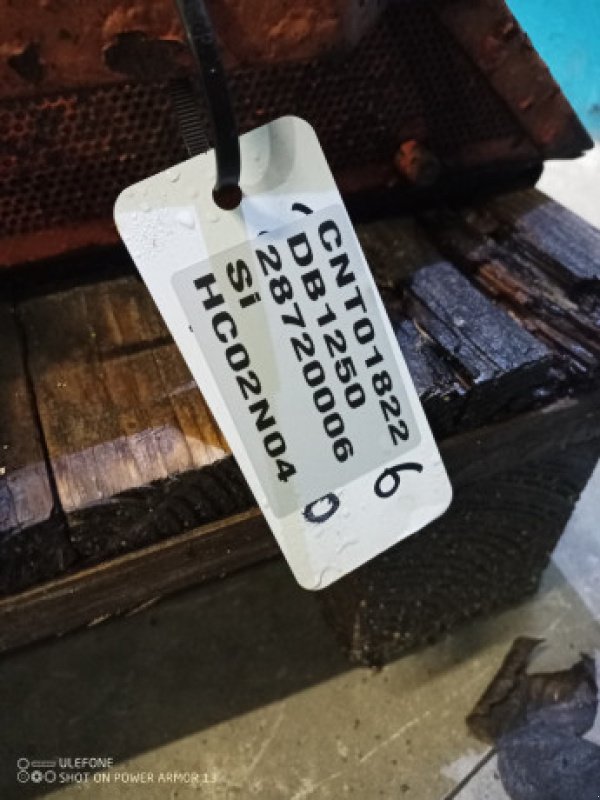 CNT01822 6
DB1250
28720006 0
Si
HC02N04
ULEFONE
SHOT ON POWER ARMOR 13